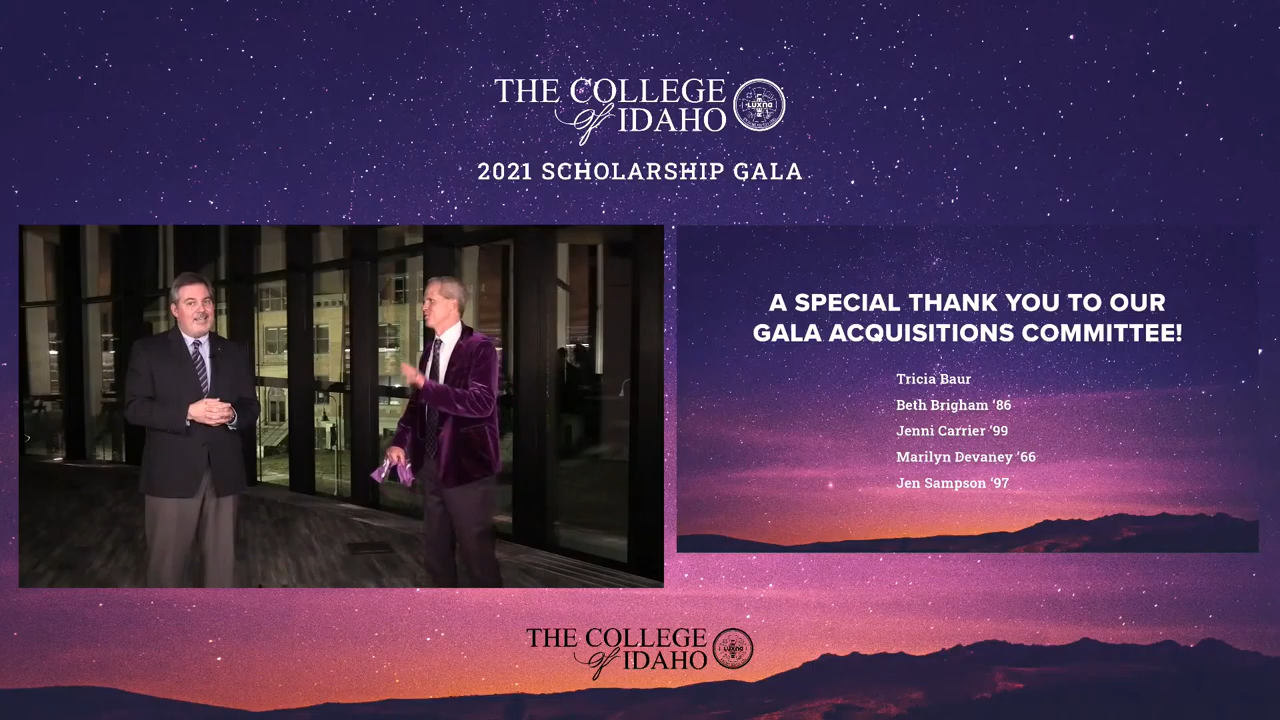 THE COLLEGE
of IDAHO
2021 SCHOLARSHIP GALA
A SPECIAL THANK YOU TO OUR
GALA ACQUISITIONS COMMITTEE!
Tricia Baur
Beth Brigham ‘86
Jenni Carrier ‘99
Marilyn Devaney ‘66
Jen Sampson ‘97
THE COLLEGE
of IDAHO